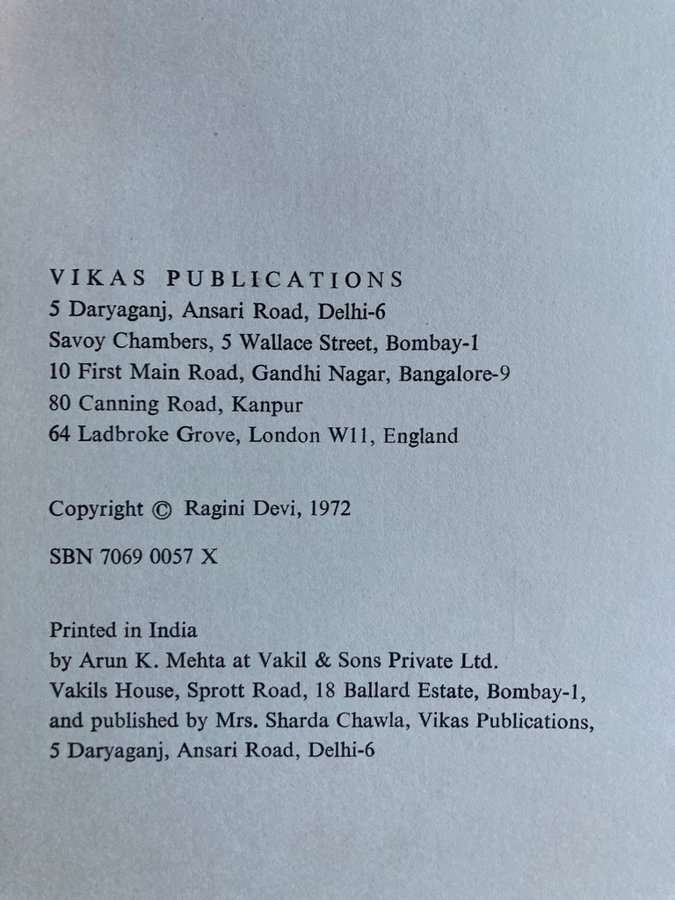 VIKAS PUBLICATIONS
5 Daryaganj, Ansari Road, Delhi-6
Savoy Chambers, 5 Wallace Street, Bombay-1
10 First Main Road, Gandhi Nagar, Bangalore-9
80 Canning Road, Kanpur
64 Ladbroke Grove, London W11, England
Copyright © Ragini Devi, 1972
SBN 7069 0057 X
Printed in India
by Arun K. Mehta at Vakil & Sons Private Ltd.
Vakils House, Sprott Road, 18 Ballard Estate, Bombay-1,
and published by Mrs. Sharda Chawla, Vikas Publications,
5 Daryaganj, Ansari Road, Delhi-6